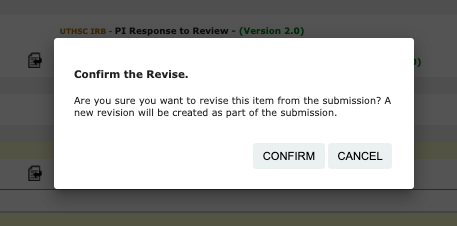 UTHSC IRB - PI Response to Review - (Version 2.0)
Confirm the Revise.
Are you sure you want to revise this item from the submission? A
new revision will be created as part of the submission.
CONFIRM CANCEL